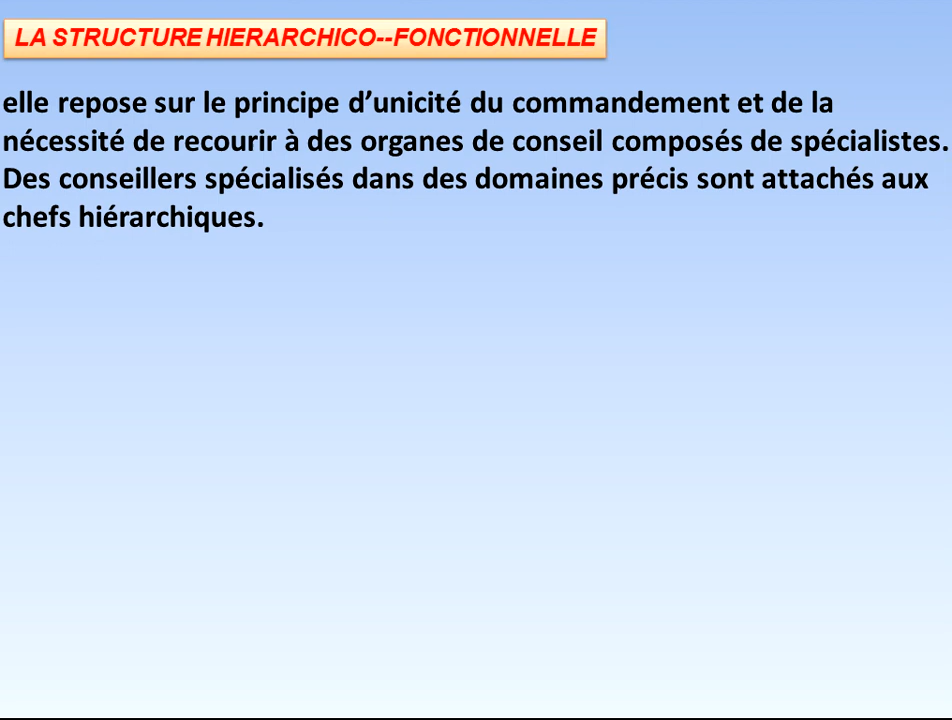 LA STRUCTURE HIERARCHICO--FONCTIONNELLE
elle repose sur le principe d’unicité du commandement et de la
nécessité de recourir à des organes de conseil composés de spécialistes.
Des conseillers spécialisés dans des domaines précis sont attachés aux
chefs hiérarchiques.